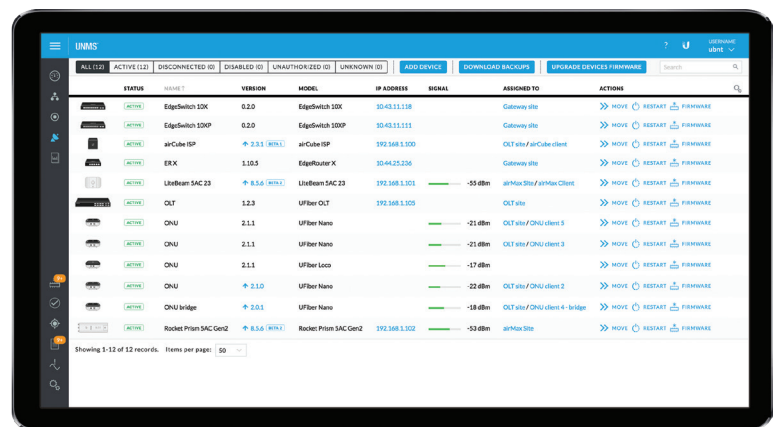 UNMS
? U USERNAME ubnt
ALL (12) ACTIVE (12) DISCONNECTED (0) DISABLED (0) UNAUTHORIZED (0) UNKNOWN (0) ADD DEVICE DOWNLOAD BACKUPS UPGRADE DEVICES FIRMWARE Search
STATUS NAME VERSION MODEL IP ADDRESS SIGNAL ASSIGNED TO ACTIONS
ACTIVE EdgeSwitch 10X 0.2.0 EdgeSwitch 10X 10.43.11.118 Gateway site MOVE RESTART FIRMWARE
ACTIVE EdgeSwitch 10XP 0.2.0 EdgeSwitch 10XP 10.43.11.111 Gateway site MOVE RESTART FIRMWARE
ACTIVE airCube ISP 2.3.1 BETA 1 airCube ISP 192.168.1.100 OLT site / airCube client MOVE RESTART FIRMWARE
ACTIVE ER X 1.10.5 EdgeRouter X 10.44.25.236 Gateway site MOVE RESTART FIRMWARE
ACTIVE LiteBeam 5AC 23 8.5.6 BETA 2 LiteBeam 5AC 23 192.168.1.101 -55 dBm airMax Site / airMax Client MOVE RESTART FIRMWARE
ACTIVE OLT 1.2.3 UFiber OLT 192.168.1.105 OLT site MOVE RESTART FIRMWARE
ACTIVE ONU 2.1.1 UFiber Nano -21 dBm OLT site / ONU client 5 MOVE RESTART FIRMWARE
ACTIVE ONU 2.1.1 UFiber Nano -21 dBm OLT site / ONU client 3 MOVE RESTART FIRMWARE
ACTIVE ONU 2.1.1 UFiber Loco -17 dBm MOVE RESTART FIRMWARE
ACTIVE ONU 2.1.0 UFiber Nano -22 dBm OLT site / ONU client 2 MOVE RESTART FIRMWARE
ACTIVE ONU bridge 2.0.1 UFiber Nano -18 dBm OLT site / ONU client 4 - bridge MOVE RESTART FIRMWARE
ACTIVE Rocket Prism 5AC Gen2 8.5.6 BETA 2 Rocket Prism 5AC Gen2 192.168.1.102 -53 dBm airMax Site MOVE RESTART FIRMWARE
Showing 1-12 of 12 records. Items per page: 50